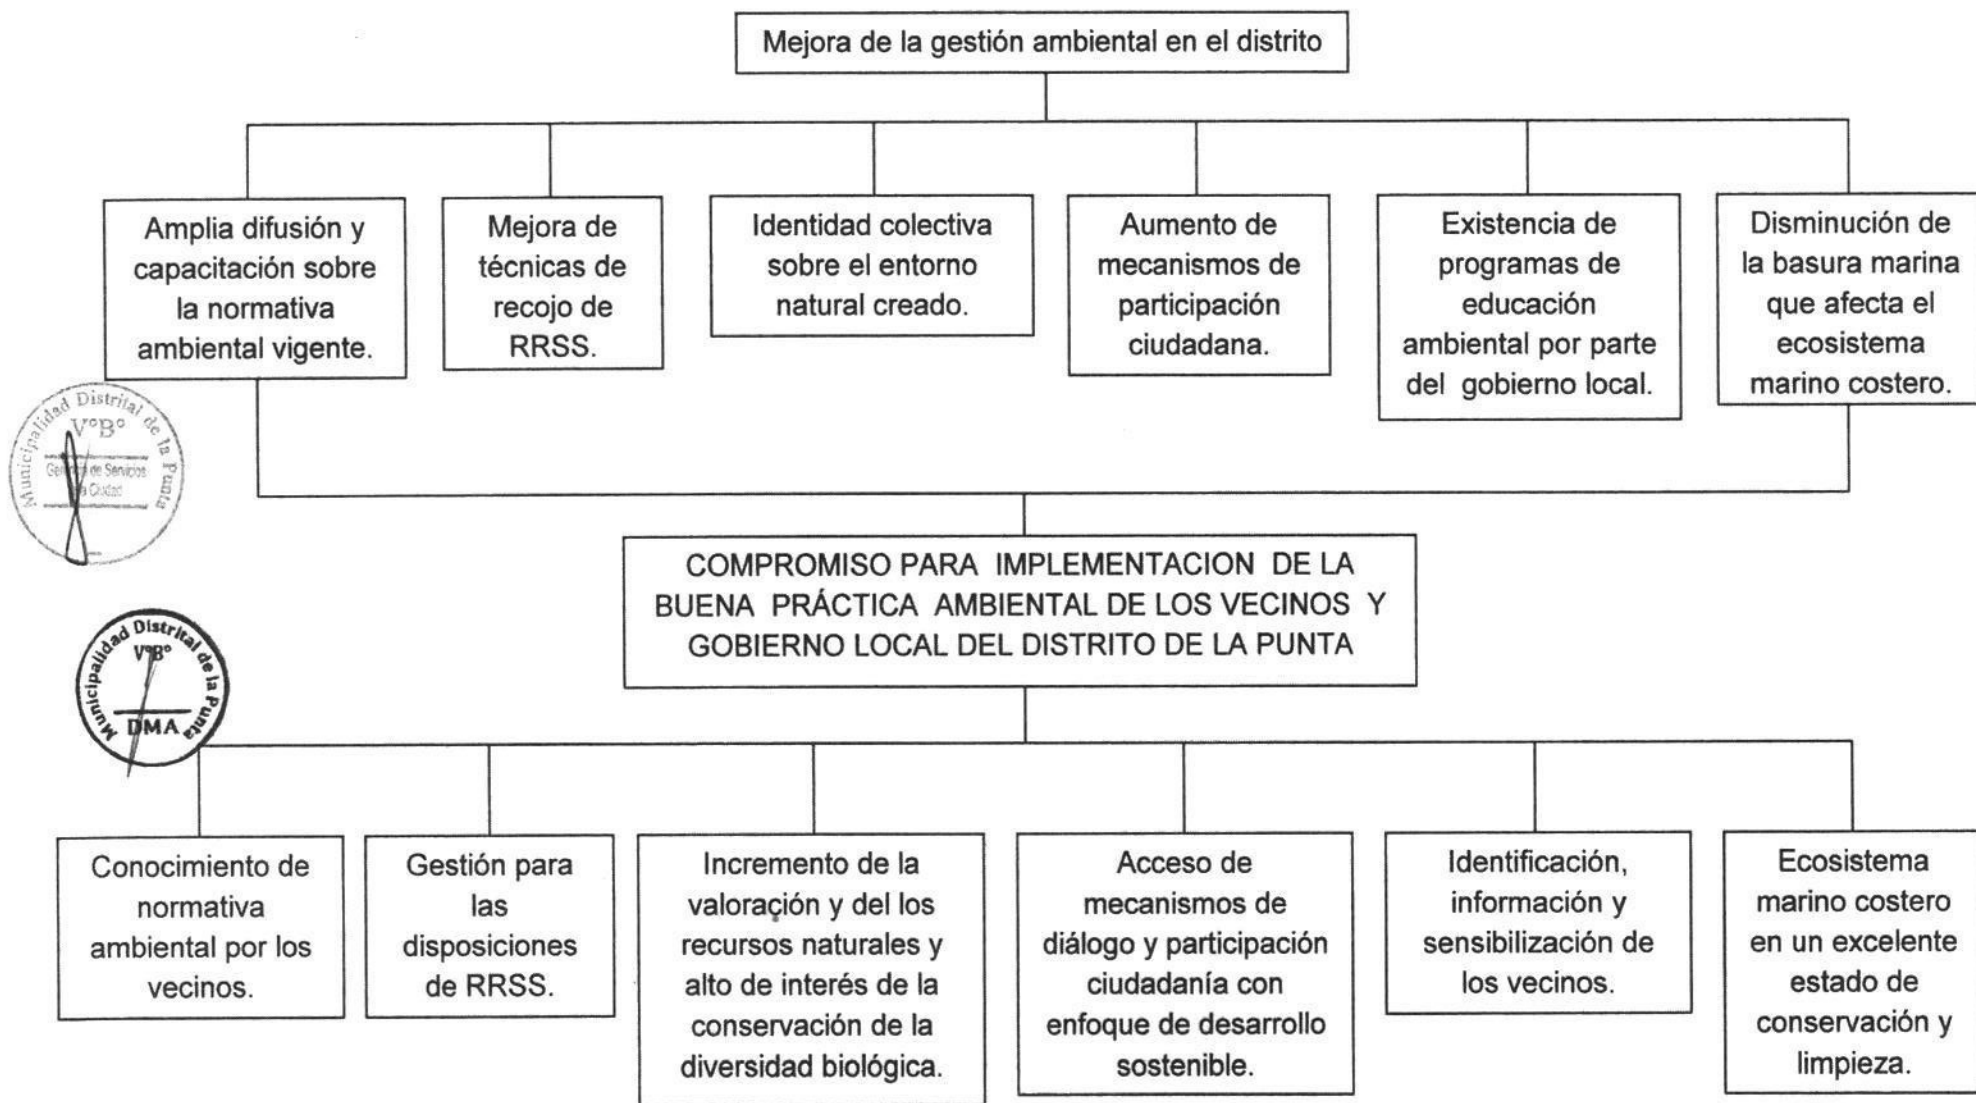 Mejora de la gestión ambiental en el distrito
Amplia difusión y
capacitación sobre
la normativa
ambiental vigente.
Mejora de
técnicas de
recojo de
RRSS.
Identidad colectiva
sobre el entorno
natural creado.
Aumento de
mecanismos de
participación
ciudadana.
Existencia de
programas de
educación
ambiental por parte
del gobierno local.
Disminución de
la basura marina
que afecta el
ecosistema
marino costero.
Municipalidad Distrital de la Punta
V°B°
de Servicios
Ciudad
COMPROMISO PARA IMPLEMENTACION DE LA
BUENA PRÁCTICA AMBIENTAL DE LOS VECINOS Y
GOBIERNO LOCAL DEL DISTRITO DE LA PUNTA
Municipalidad Distrital de la Punta
V°B°
DMA
Conocimiento de
normativa
ambiental por los
vecinos.
Gestión para
las
disposiciones
de RRSS.
Incremento de la
valoración y del los
recursos naturales y
alto de interés de la
conservación de la
diversidad biológica.
Acceso de
mecanismos de
diálogo y participación
ciudadanía con
enfoque de desarrollo
sostenible.
Identificación,
información y
sensibilización de
los vecinos.
Ecosistema
marino costero
en un excelente
estado de
conservación y
limpieza.